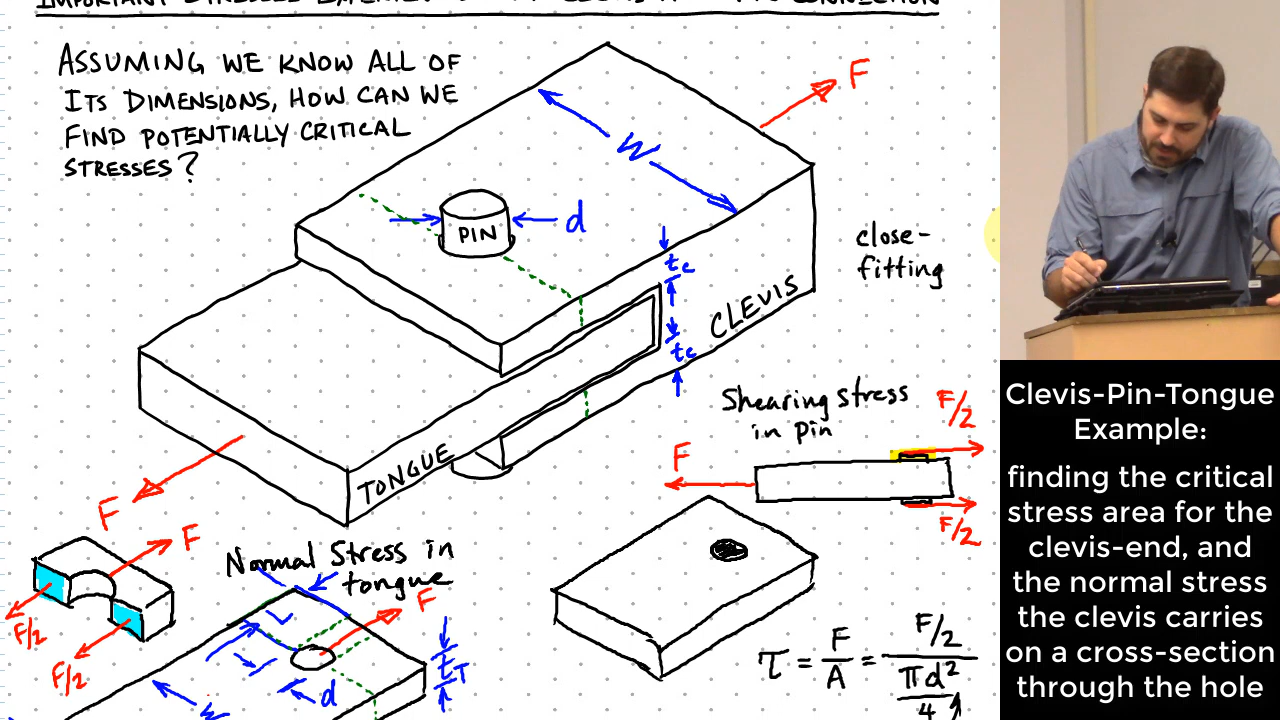 ASSUMING WE KNOW ALL OF
ITS DIMENSIONS, HOW CAN WE
FIND POTENTIALLY CRITICAL
STRESSES?
F
W
d
PIN
tc
tc
CLEVIS
close-
fitting
TONGUE
F
Shearing stress
in pin
F/2
F
F/2
F
F/2
F/2
Normal Stress in
tongue
F
tT
d
W
τ = F/A = F/2 / πd²/4
Clevis-Pin-Tongue
Example:
finding the critical
stress area for the
clevis-end, and
the normal stress
the clevis carries
on a cross-section
through the hole